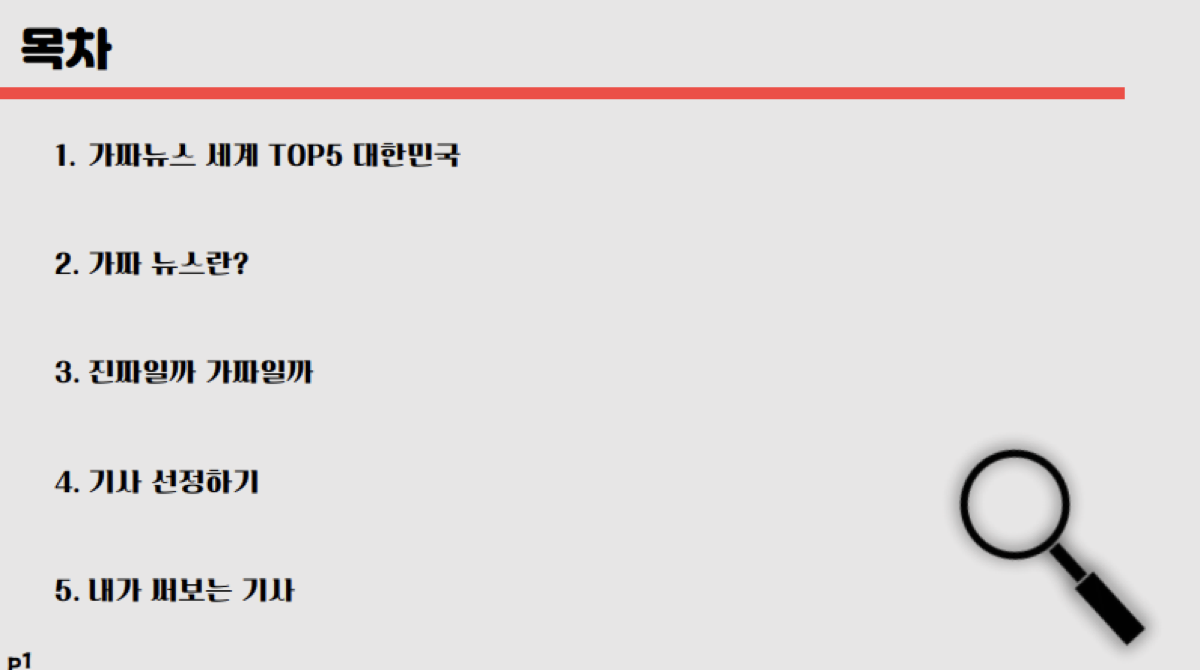 목차
1. 가짜뉴스 세계 TOP5 대한민국
2. 가짜 뉴스란?
3. 진짜일까 가짜일까
4. 기사 선정하기
5. 내가 써보는 기사
P1